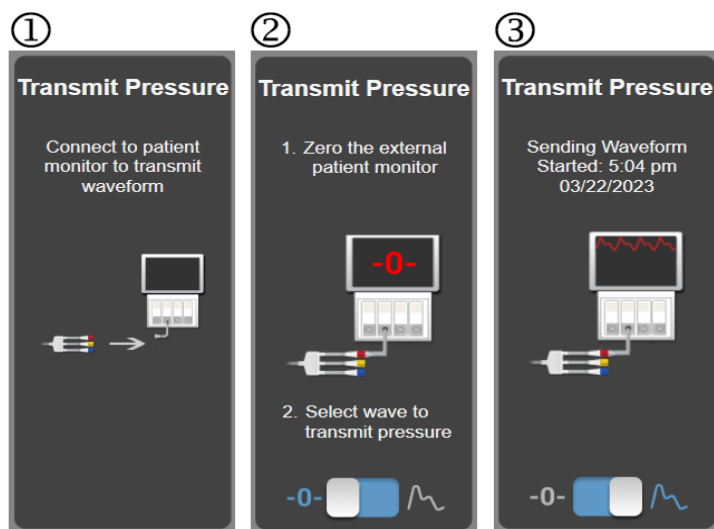 ①
Transmit Pressure
Connect to patient
monitor to transmit
waveform
②
Transmit Pressure
1. Zero the external
patient monitor
-0-
2. Select wave to
transmit pressure
-0-
③
Transmit Pressure
Sending Waveform
Started: 5:04 pm
03/22/2023
-0-